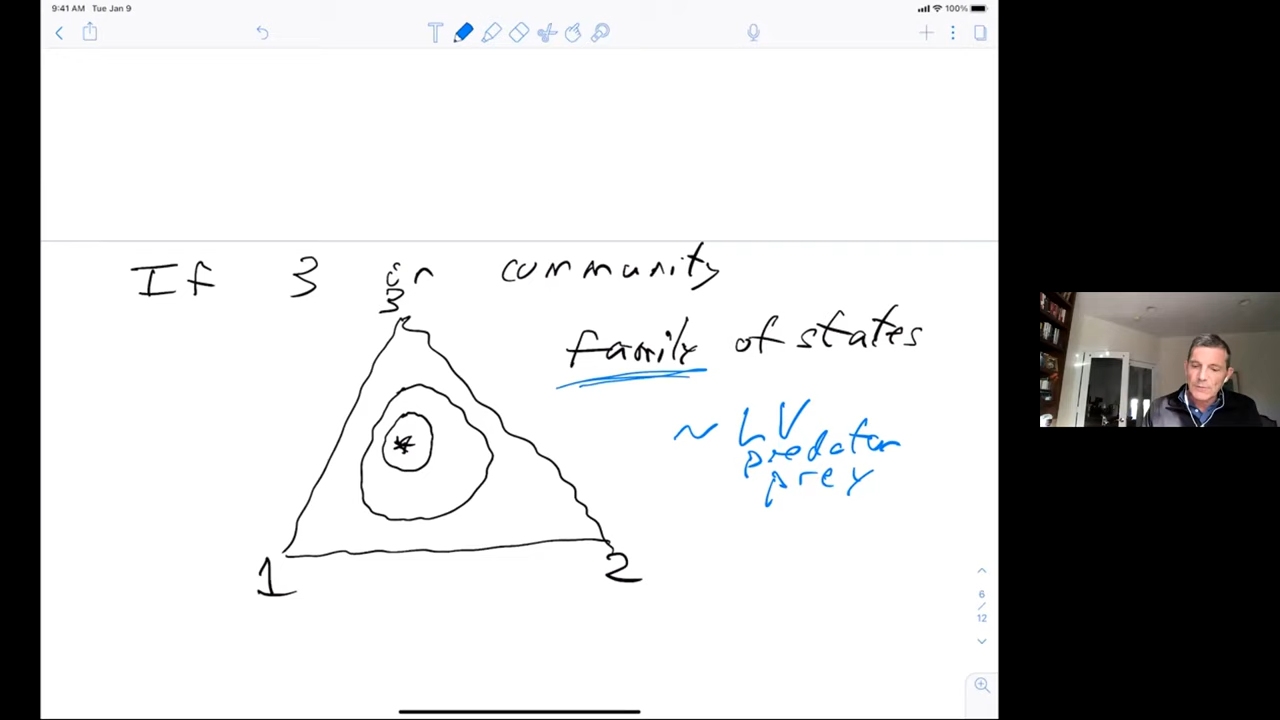 9:41 AM Tue Jan 9
100%
T
If 3 in community
3
family of states
~ LV
predator
prey
1
2
6
/
12